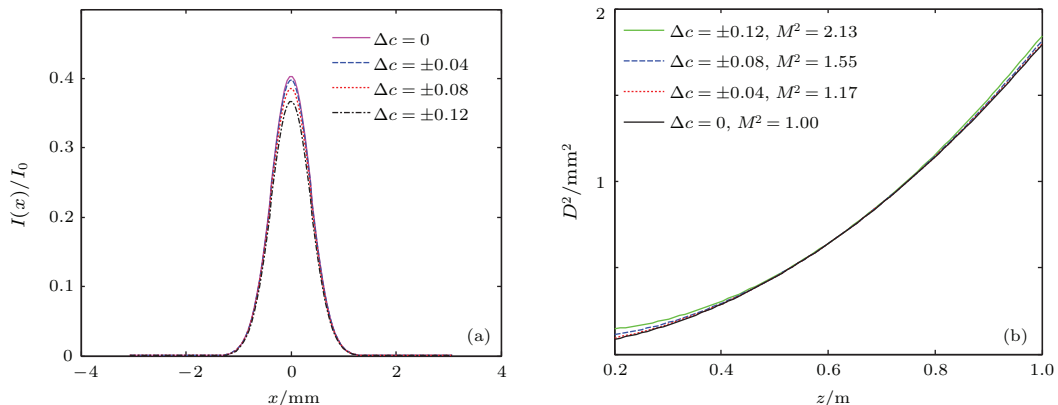 Δc = 0
Δc = ±0.04
Δc = ±0.08
Δc = ±0.12
0.4
0.3
0.2
0.1
0
−4
−2
0
2
4
I(x)/I₀
x/mm
(a)
2
1
Δc = ±0.12, M² = 2.13
Δc = ±0.08, M² = 1.55
Δc = ±0.04, M² = 1.17
Δc = 0, M² = 1.00
D²/mm²
0.2
0.4
0.6
0.8
1.0
z/m
(b)